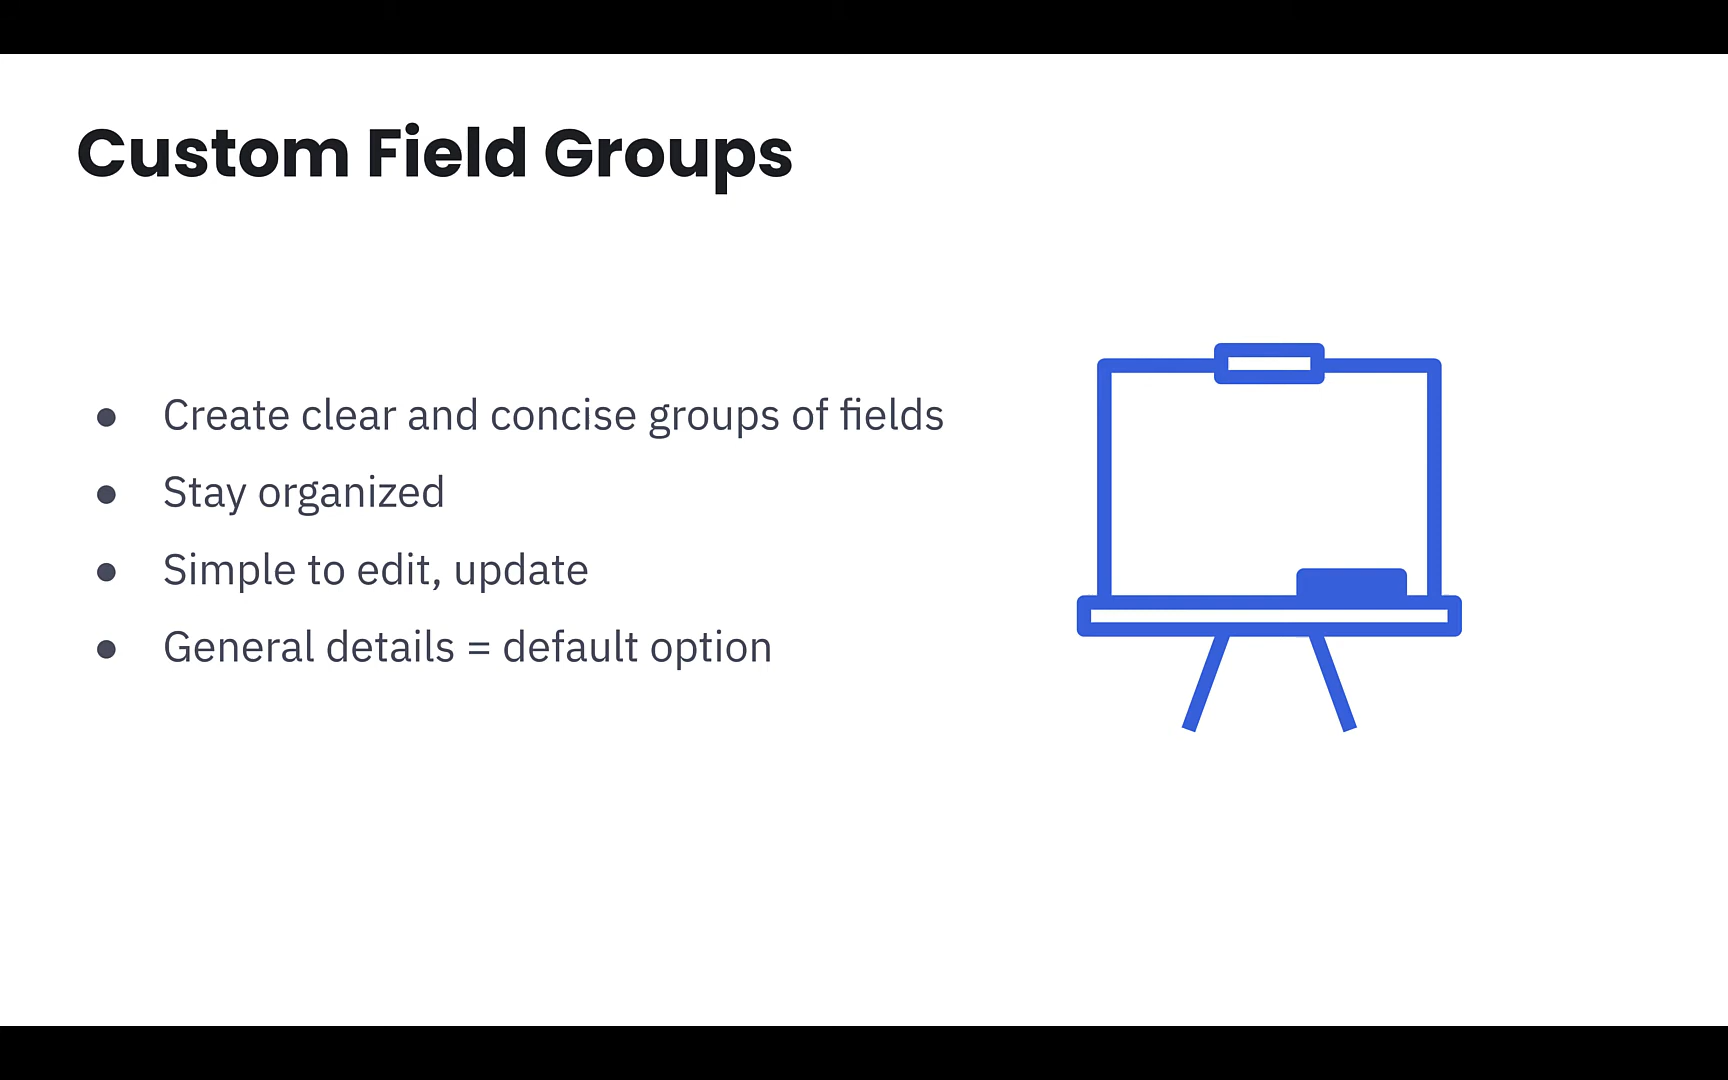 Custom Field Groups
● Create clear and concise groups of fields
● Stay organized
● Simple to edit, update
● General details = default option